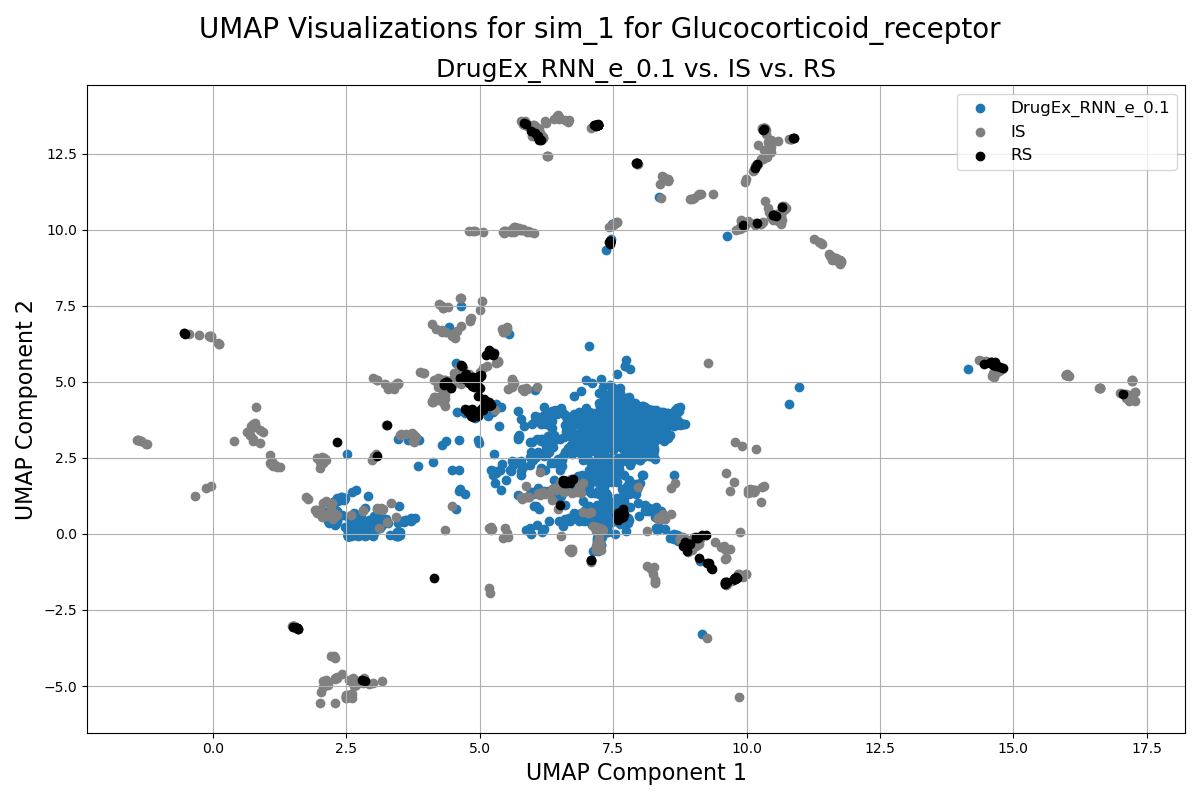 UMAP Visualizations for sim_1 for Glucocorticoid_receptor
DrugEx_RNN_e_0.1 vs. IS vs. RS
DrugEx_RNN_e_0.1
IS
RS
UMAP Component 2
12.5
10.0
7.5
5.0
2.5
0.0
−2.5
−5.0
0.0 2.5 5.0 7.5 10.0 12.5 15.0 17.5
UMAP Component 1